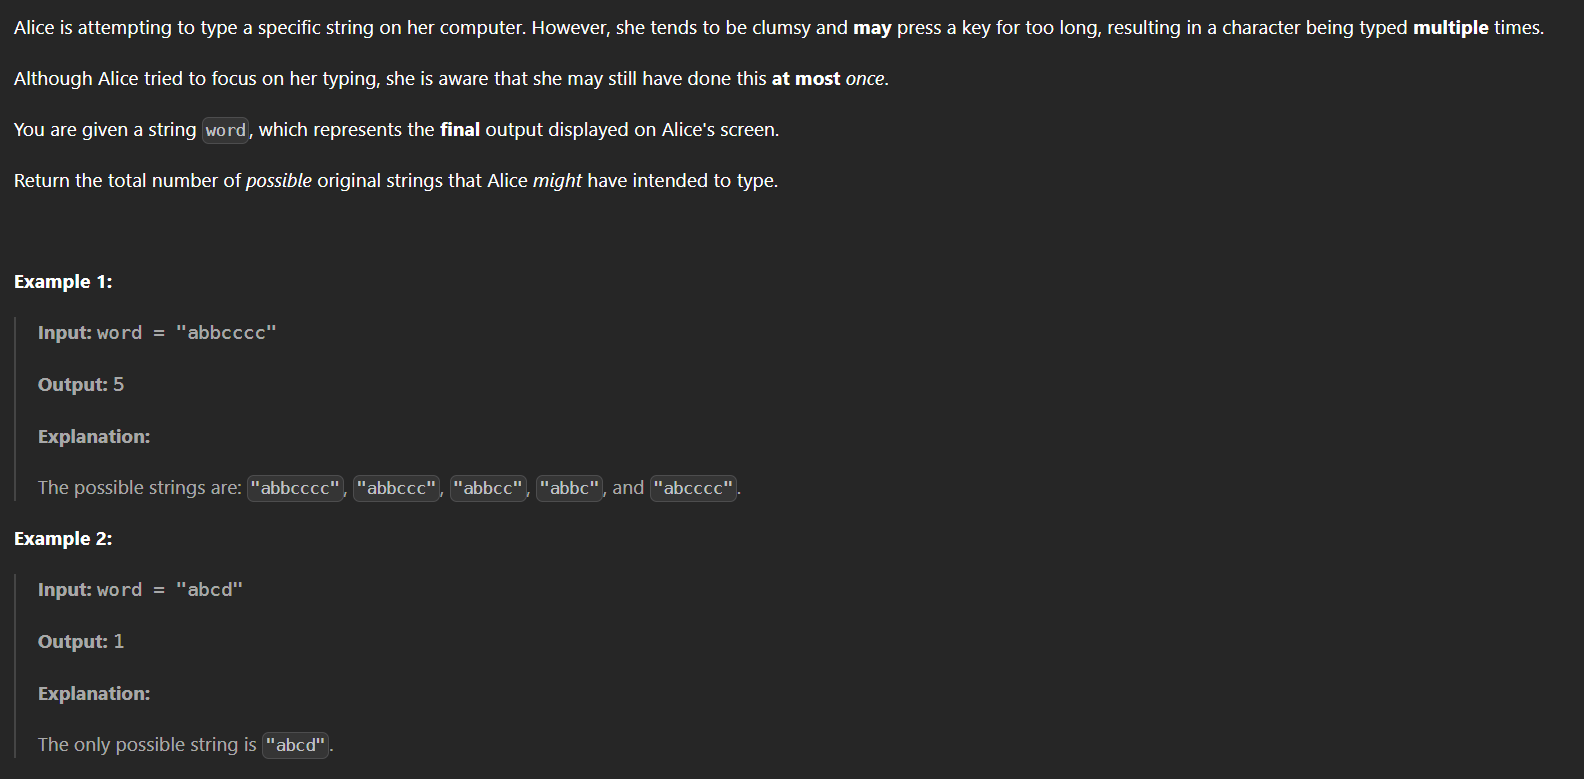 Alice is attempting to type a specific string on her computer. However, she tends to be clumsy and may press a key for too long, resulting in a character being typed multiple times.
Although Alice tried to focus on her typing, she is aware that she may still have done this at most once.
You are given a string word, which represents the final output displayed on Alice's screen.
Return the total number of possible original strings that Alice might have intended to type.
Example 1:
Input: word = "abbcccc"
Output: 5
Explanation:
The possible strings are: "abbcccc", "abbccc", "abbcc", "abbc", and "abcccc".
Example 2:
Input: word = "abcd"
Output: 1
Explanation:
The only possible string is "abcd".